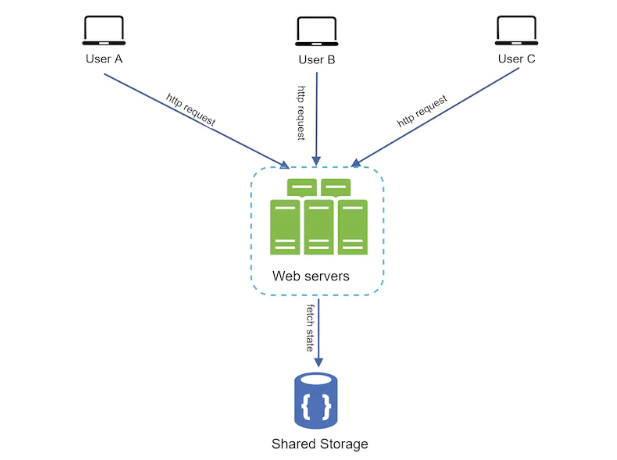 User A
User B
User C
http request
http request
http request
Web servers
fetch state
{ }
Shared Storage